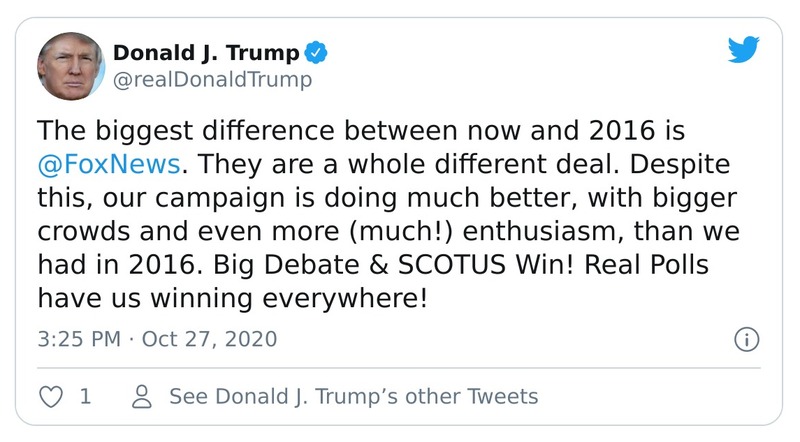 Donald J. Trump
@realDonaldTrump
The biggest difference between now and 2016 is
@FoxNews. They are a whole different deal. Despite
this, our campaign is doing much better, with bigger
crowds and even more (much!) enthusiasm, than we
had in 2016. Big Debate & SCOTUS Win! Real Polls
have us winning everywhere!
3:25 PM · Oct 27, 2020
1 See Donald J. Trump’s other Tweets